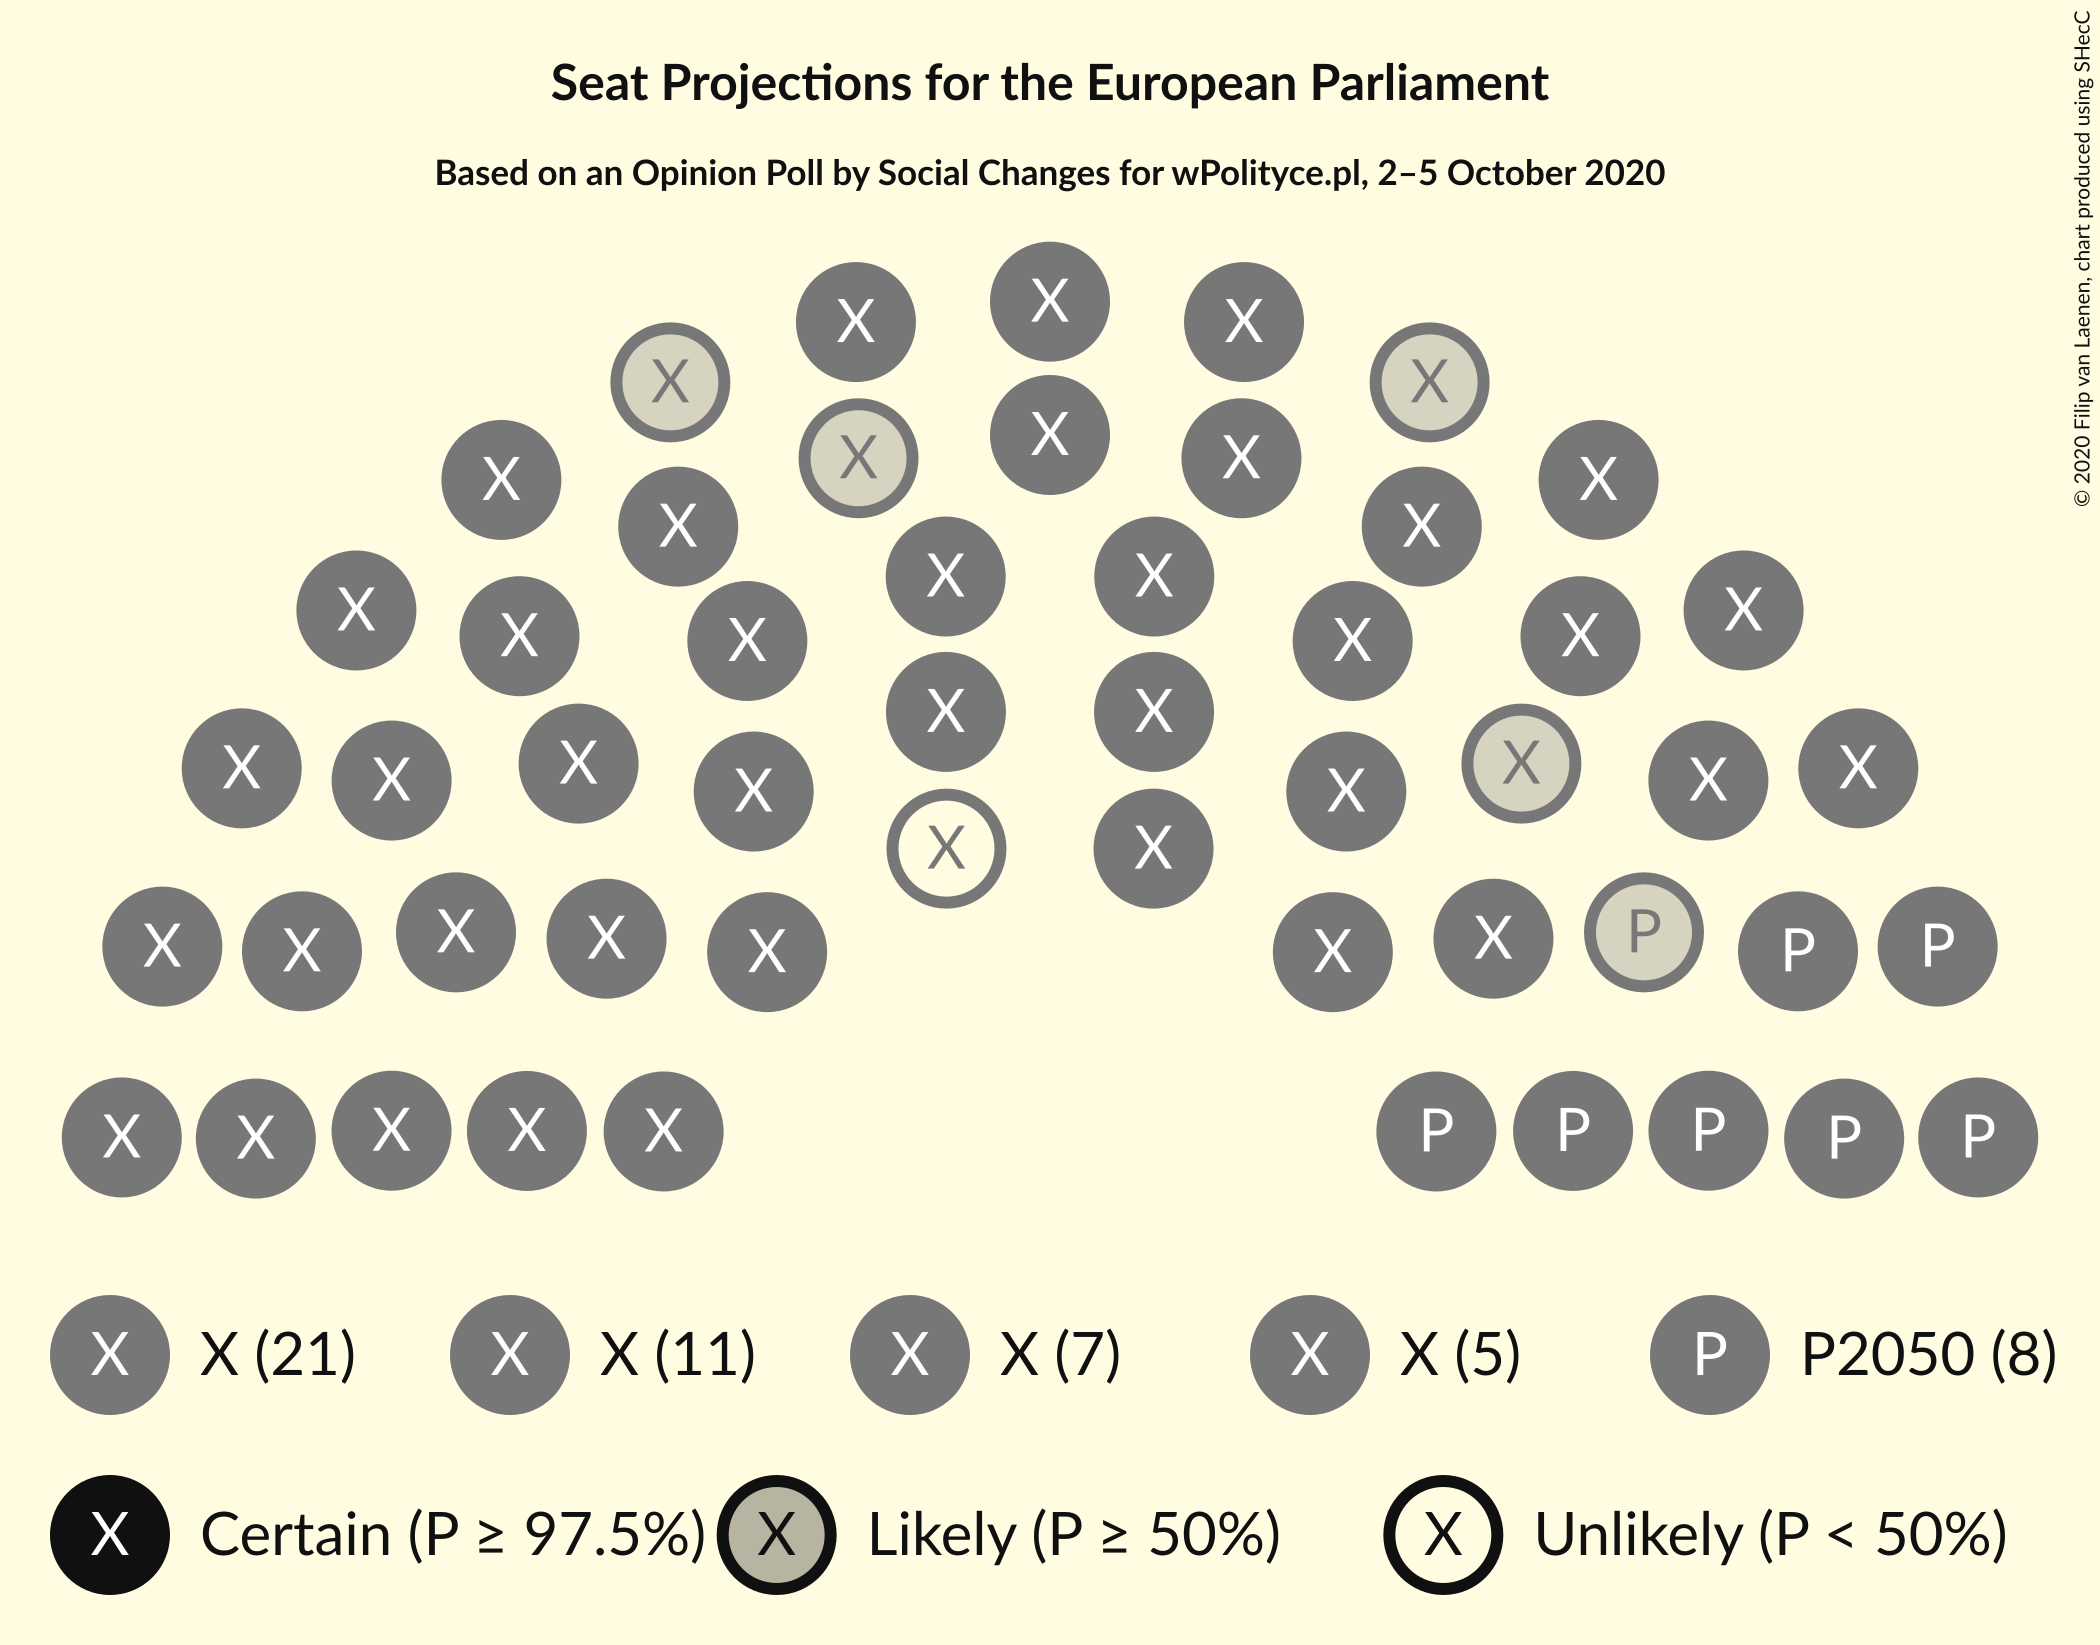 Seat Projections for the European Parliament
Based on an Opinion Poll by Social Changes for wPolityce.pl, 2–5 October 2020
© 2020 Filip van Laenen, chart produced using SHecC
X
X X
X X
X
X X
X X
X X
X X
X X
X X
X X
X X X X
X X
X X
X X X X
X X
X X
X X X P P P
X X X X
X X X X X P P P P P
X X (21) X X (11) X X (7) X X (5) P P2050 (8)
X Certain (P ≥ 97.5%) X Likely (P ≥ 50%) X Unlikely (P < 50%)